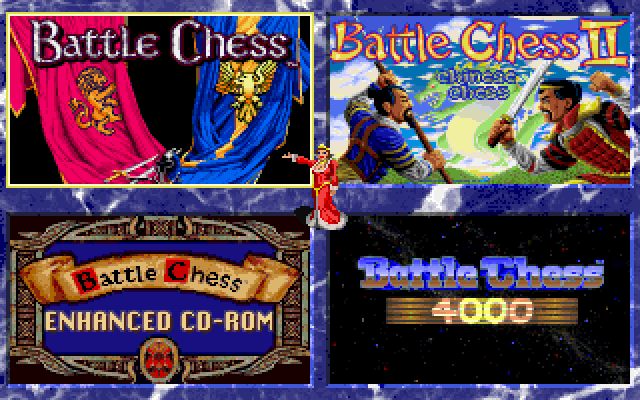 Battle Chess
Battle Chess II
Chinese
Chess
Battle Chess
ENHANCED CD-ROM
Battle Chess
4000